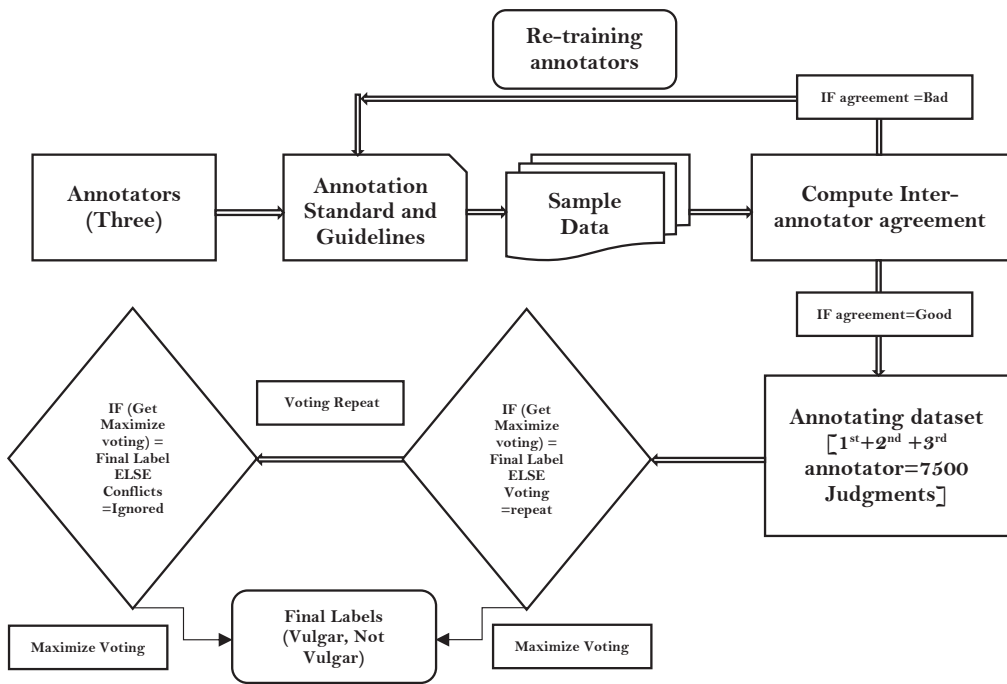 Re-training
annotators
IF agreement =Bad
Annotators
(Three)
Annotation
Standard and
Guidelines
Sample
Data
Compute Inter-
annotator agreement
IF agreement=Good
IF (Get
Maximize
voting) =
Final Label
ELSE
Conflicts
=Ignored
Voting Repeat
IF (Get
Maximize
voting) =
Final Label
ELSE
Voting
=repeat
Annotating dataset
[1st+2nd +3rd
annotator=7500
Judgments]
Maximize Voting
Final Labels
(Vulgar, Not
Vulgar)
Maximize Voting